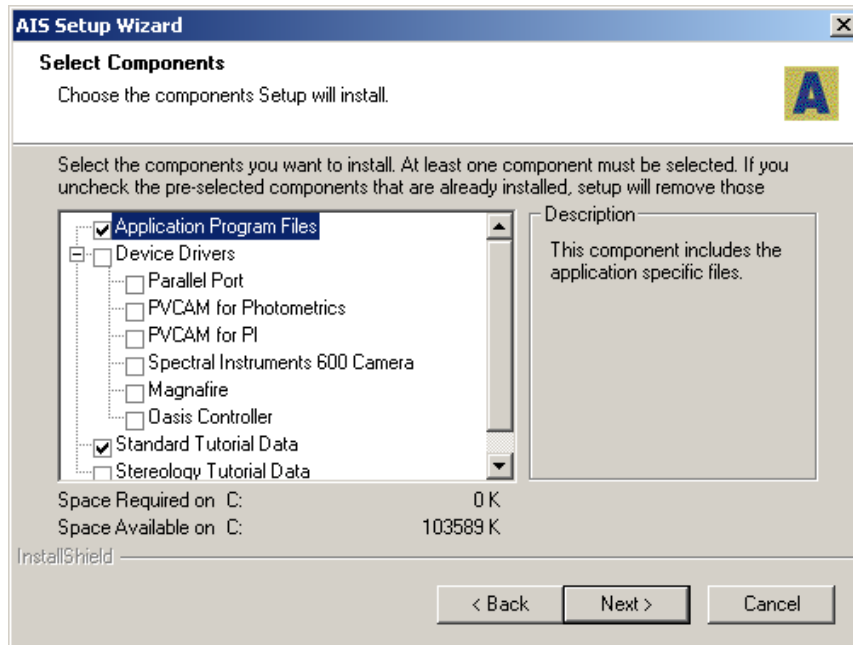 AIS Setup Wizard
Select Components
Choose the components Setup will install.
A
Select the components you want to install. At least one component must be selected. If you
uncheck the pre-selected components that are already installed, setup will remove those
Application Program Files
Device Drivers
Parallel Port
PVCAM for Photometrics
PVCAM for PI
Spectral Instruments 600 Camera
Magnafire
Oasis Controller
Standard Tutorial Data
Stereology Tutorial Data
Description
This component includes the
application specific files.
Space Required on C: 0 K
Space Available on C: 103589 K
InstallShield
< Back Next > Cancel